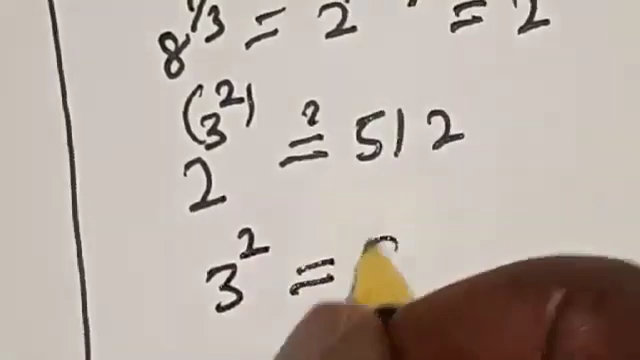 8^{1/3} = 2 = 2
2^{(3^2)} ≟ 512
3^2 =